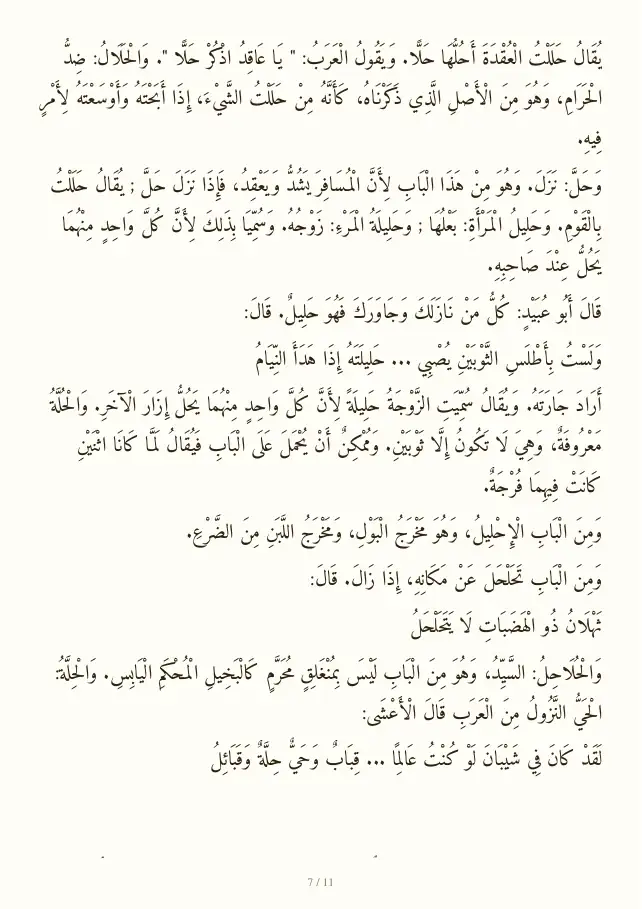 يُقَالُ حَلَلْتُ الْعُقْدَةَ أَحُلُّهَا حَلًّا. وَيَقُولُ الْعَرَبُ: " يَا عَاقِدُ اذْكُرْ حَلًّا ". وَالْحَلَالُ: ضِدُّ
الْحَرَامِ، وَهُوَ مِنَ الْأَصْلِ الَّذِي ذَكَرْنَاهُ، كَأَنَّهُ مِنْ حَلَلْتُ الشَّيْءَ، إِذَا أَبَحْتَهُ وَأَوْسَعْتَهُ لِأَمْرٍ
فِيهِ.
وَحَلَّ: نَزَلَ. وَهُوَ مِنْ هَذَا الْبَابِ لِأَنَّ الْمُسَافِرَ يَشُدُّ وَيَعْقِدُ، فَإِذَا نَزَلَ حَلَّ ; يُقَالُ حَلَلْتُ
بِالْقَوْمِ. وَحَلِيلُ الْمَرْأَةِ: بَعْلُهَا ; وَحَلِيلَةُ الْمَرْءِ: زَوْجُهُ. وَسُمِّيَا بِذَلِكَ لِأَنَّ كُلَّ وَاحِدٍ مِنْهُمَا
يَحُلُّ عِنْدَ صَاحِبِهِ.
قَالَ أَبُو عُبَيْدٍ: كُلُّ مَنْ نَازَلَكَ وَجَاوَرَكَ فَهُوَ حَلِيلٌ. قَالَ:
وَلَسْتُ بِأَطْلَسِ الثَّوْبَيْنِ يُصْبِي ... حَلِيلَتَهُ إِذَا هَدَأَ النِّيَامُ
أَرَادَ جَارَتَهُ. وَيُقَالُ سُمِّيَتِ الزَّوْجَةُ حَلِيلَةً لِأَنَّ كُلَّ وَاحِدٍ مِنْهُمَا يَحُلُّ إِزَارَ الْآخَرِ. وَالْحُلَّةُ
مَعْرُوفَةٌ، وَهِيَ لَا تَكُونُ إِلَّا ثَوْبَيْنِ. وَمُمْكِنٌ أَنْ يُحْمَلَ عَلَى الْبَابِ فَيُقَالُ لَمَّا كَانَا اثْنَيْنِ
كَانَتْ فِيهِمَا فُرْجَةٌ.
وَمِنَ الْبَابِ الْإِحْلِيلُ، وَهُوَ مَخْرَجُ الْبَوْلِ، وَمَخْرَجُ اللَّبَنِ مِنَ الضَّرْعِ.
وَمِنَ الْبَابِ تَحَلْحَلَ عَنْ مَكَانِهِ، إِذَا زَالَ. قَالَ:
ثَهْلَانُ ذُو الْهَضَبَاتِ لَا يَتَحَلْحَلُ
وَالْحُلَاحِلُ: السَّيِّدُ، وَهُوَ مِنَ الْبَابِ لَيْسَ بِمُنْغَلِقٍ مُحَرَّمٍ كَالْبَخِيلِ الْمُحْكَمِ الْيَابِسِ. وَالْحِلَّةُ:
الْحَيُّ النُّزُولُ مِنَ الْعَرَبِ قَالَ الْأَعْشَى:
لَقَدْ كَانَ فِي شَيْبَانَ لَوْ كُنْتُ عَالِمًا ... قِبَابٌ وَحَيٌّ حِلَّةٌ وَقَبَائِلُ
7 / 11